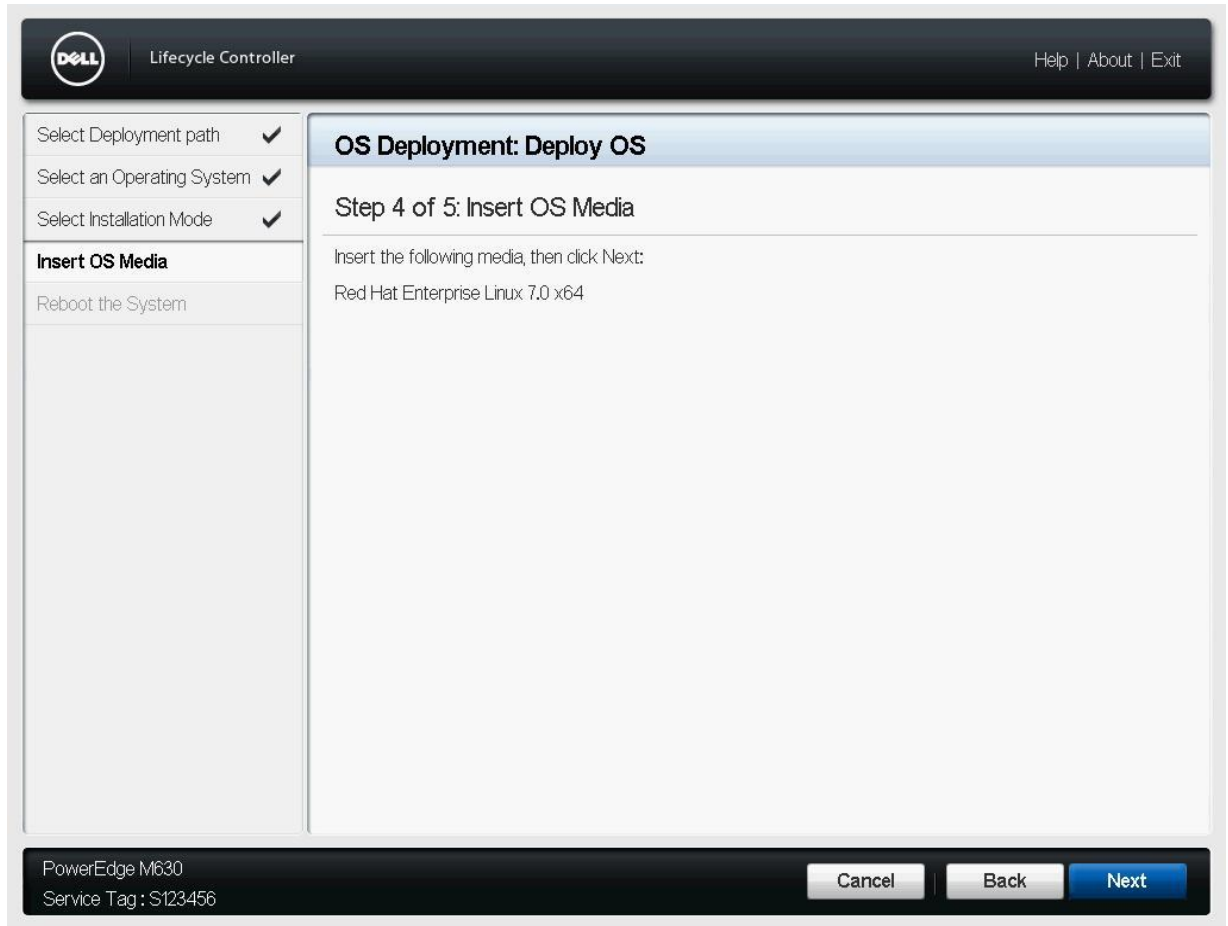 DELL
Lifecycle Controller
Help | About | Exit
Select Deployment path
Select an Operating System
Select Installation Mode
Insert OS Media
Reboot the System
OS Deployment: Deploy OS
Step 4 of 5: Insert OS Media
Insert the following media, then click Next:
Red Hat Enterprise Linux 7.0 x64
PowerEdge M630
Service Tag : S123456
Cancel
Back
Next